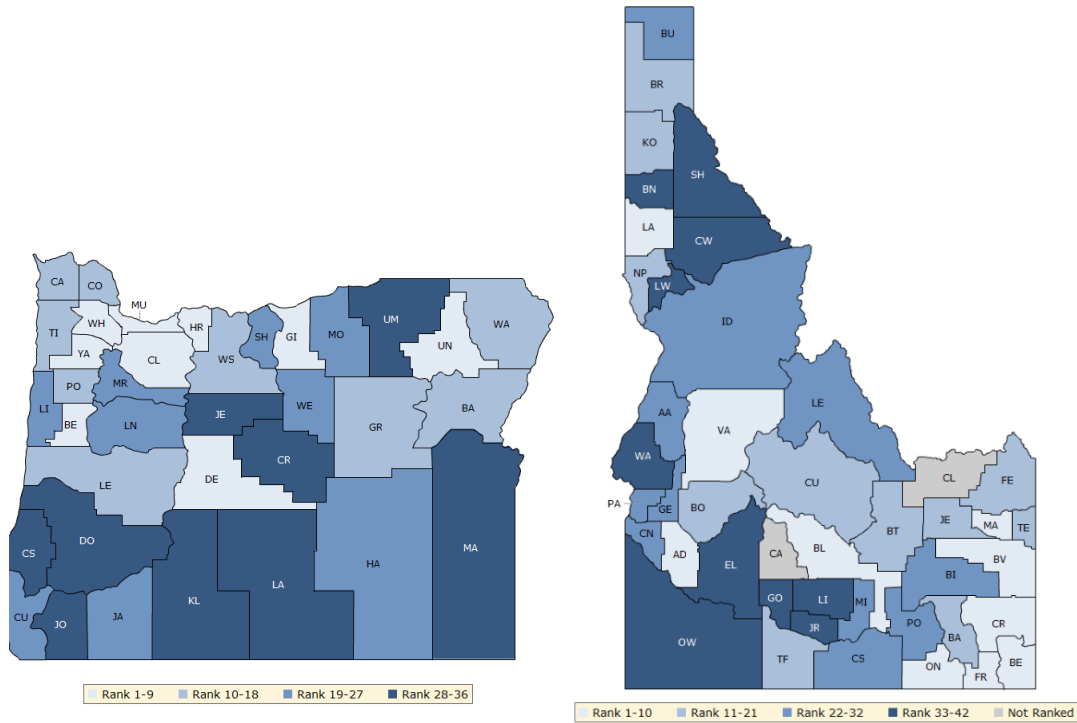 CA
CO
MU
WH
HR
TI
YA
CL
WS
SH
GI
MO
UM
UN
WA
PO
MR
LI
BE
LN
JE
WE
GR
BA
LE
DE
CR
CS
DO
KL
LA
HA
MA
CU
JO
JA
Rank 1-9 Rank 10-18 Rank 19-27 Rank 28-36
BU
BR
KO
SH
BN
LA
CW
NP
LW
ID
LE
AA
VA
WA
CU
CL
FE
PA
GE
BO
BT
JE
MA
TE
CN
AD
EL
CA
BL
BV
BI
GO
LI
MI
JR
PO
BA
CR
OW
TF
CS
ON
FR
BE
Rank 1-10 Rank 11-21 Rank 22-32 Rank 33-42 Not Ranked